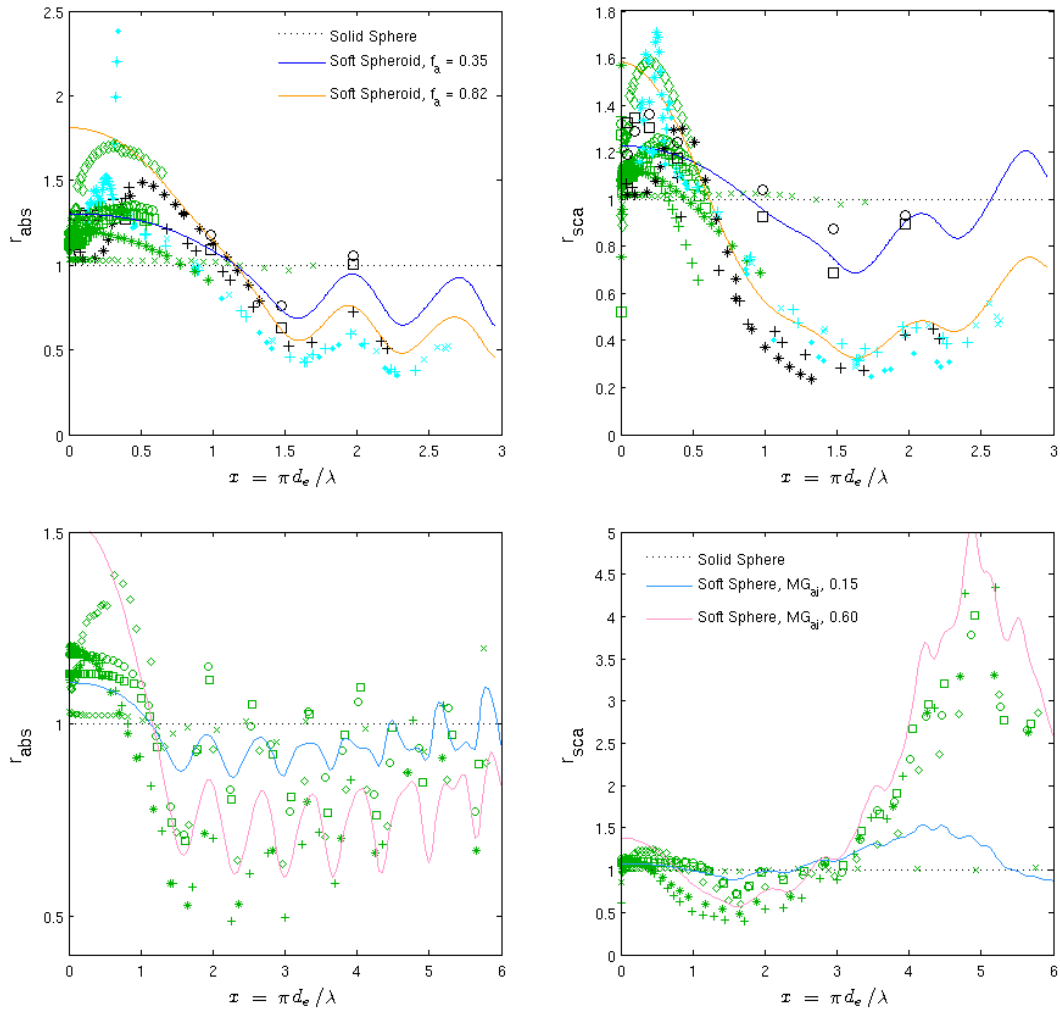 2.5
2
1.5
1
0.5
0
r_abs
Solid Sphere
Soft Spheroid, f_a = 0.35
Soft Spheroid, f_a = 0.82
0 0.5 1 1.5 2 2.5 3
x = πd_e/λ
1.8
1.6
1.4
1.2
1
0.8
0.6
0.4
0.2
0
r_sca
0 0.5 1 1.5 2 2.5 3
x = πd_e/λ
1.5
1
0.5
r_abs
0 1 2 3 4 5 6
x = πd_e/λ
5
4.5
4
3.5
3
2.5
2
1.5
1
0.5
0
r_sca
Solid Sphere
Soft Sphere, MG_ai, 0.15
Soft Sphere, MG_ai, 0.60
0 1 2 3 4 5 6
x = πd_e/λ